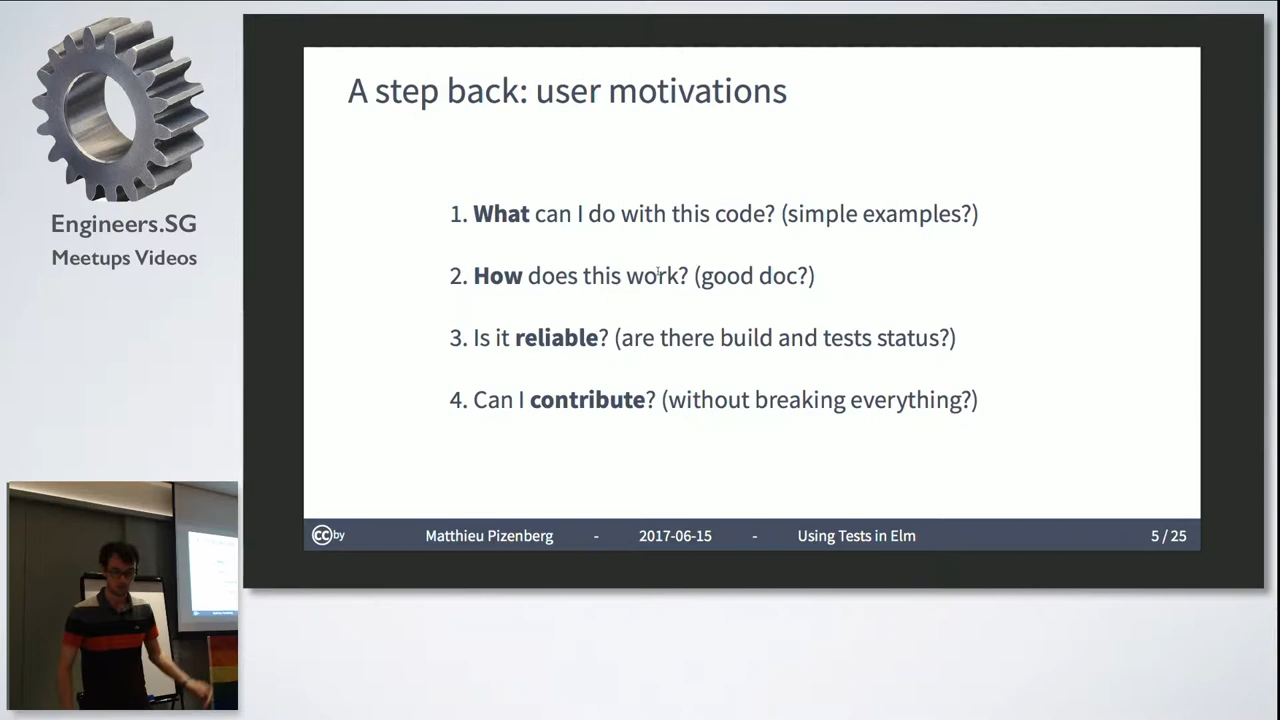 Engineers.SG
Meetups Videos
A step back: user motivations
1. What can I do with this code? (simple examples?)
2. How does this work? (good doc?)
3. Is it reliable? (are there build and tests status?)
4. Can I contribute? (without breaking everything?)
cc by Matthieu Pizenberg - 2017-06-15 - Using Tests in Elm 5 / 25